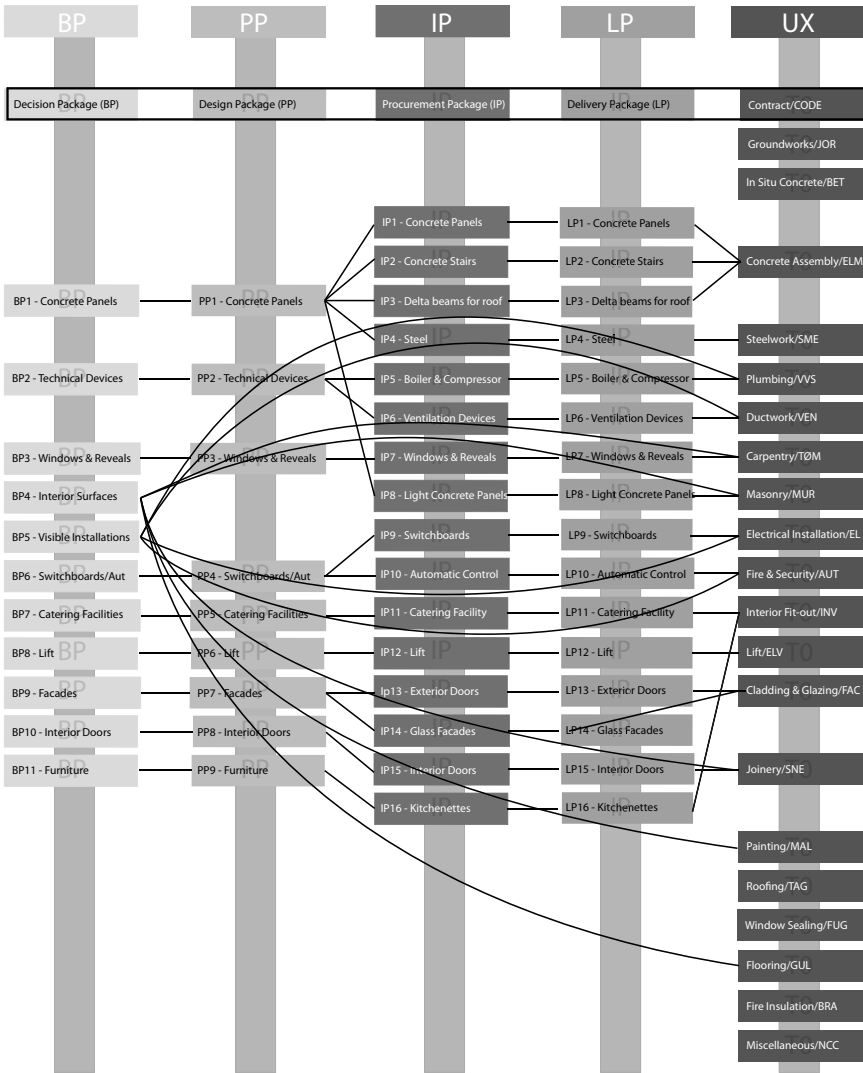 BP PP IP LP UX
Decision Package (BP) Design Package (PP) Procurement Package (IP) Delivery Package (LP) Contract/CODE
Groundworks/JOR
In Situ Concrete/BET
IP1 - Concrete Panels LP1 - Concrete Panels
IP2 - Concrete Stairs LP2 - Concrete Stairs Concrete Assembly/ELM
BP1 - Concrete Panels PP1 - Concrete Panels IP3 - Delta beams for roof LP3 - Delta beams for roof
IP4 - Steel LP4 - Steel Steelwork/SME
BP2 - Technical Devices PP2 - Technical Devices IP5 - Boiler & Compressor LP5 - Boiler & Compressor Plumbing/VVS
IP6 - Ventilation Devices LP6 - Ventilation Devices Ductwork/VEN
BP3 - Windows & Reveals PP3 - Windows & Reveals IP7 - Windows & Reveals LP7 - Windows & Reveals Carpentry/TØM
BP4 - Interior Surfaces IP8 - Light Concrete Panels LP8 - Light Concrete Panels Masonry/MUR
BP5 - Visible Installations IP9 - Switchboards LP9 - Switchboards Electrical Installation/EL
BP6 - Switchboards/Aut PP4 - Switchboards/Aut IP10 - Automatic Control LP10 - Automatic Control Fire & Security/AUT
BP7 - Catering Facilities PP5 - Catering Facilities IP11 - Catering Facility LP11 - Catering Facility Interior Fit-out/INV
BP8 - Lift PP6 - Lift IP12 - Lift LP12 - Lift Lift/ELV
BP9 - Facades PP7 - Facades Ip13 - Exterior Doors LP13 - Exterior Doors Cladding & Glazing/FAC
BP10 - Interior Doors PP8 - Interior Doors IP14 - Glass Facades LP14 - Glass Facades
BP11 - Furniture PP9 - Furniture IP15 - Interior Doors LP15 - Interior Doors Joinery/SNE
IP16 - Kitchenettes LP16 - Kitchenettes
Painting/MAL
Roofing/TAG
Window Sealing/FUG
Flooring/GUL
Fire Insulation/BRA
Miscellaneous/NCC